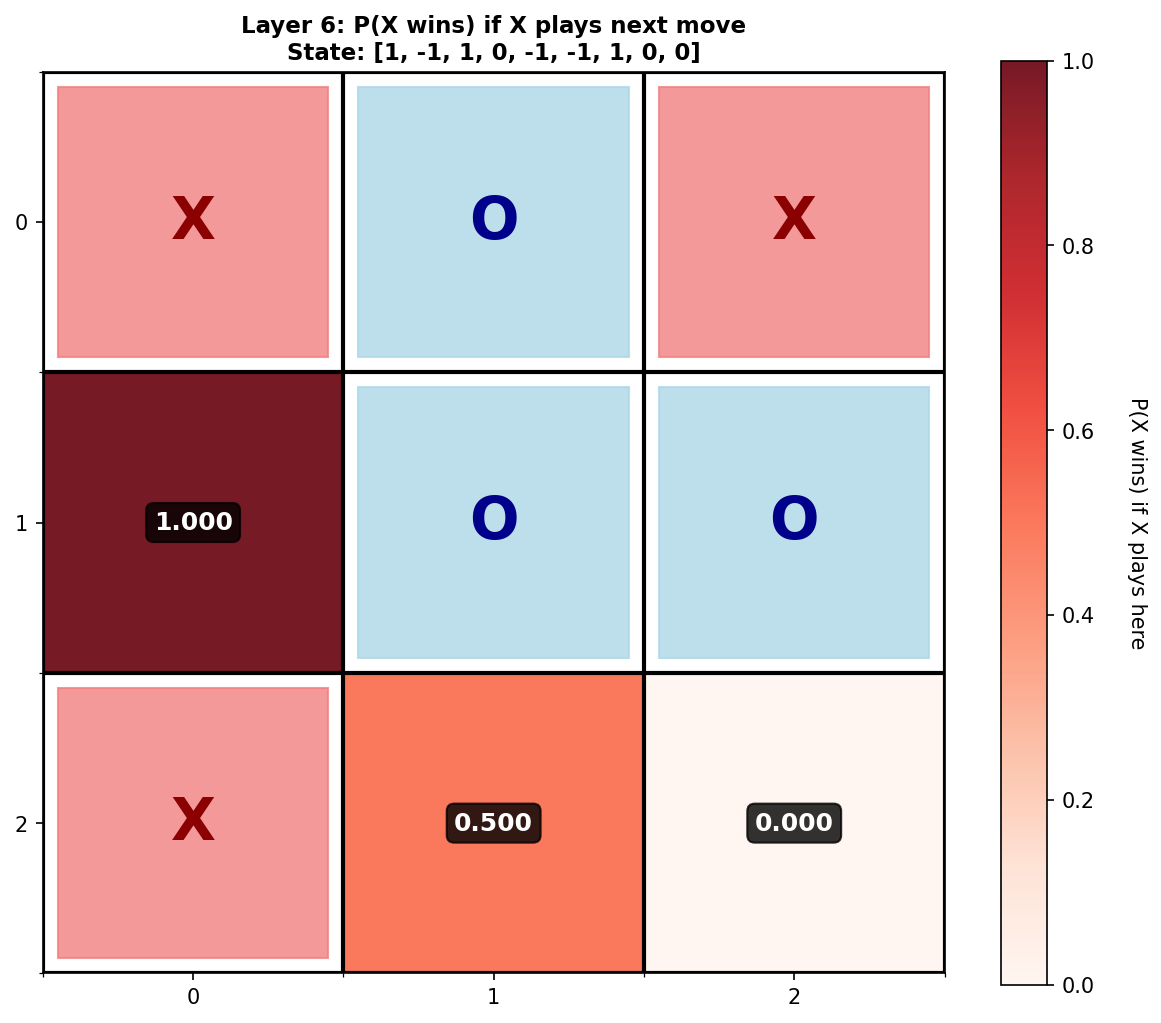 Layer 6: P(X wins) if X plays next move
State: [1, -1, 1, 0, -1, -1, 1, 0, 0]
0
X
O
X
1
1.000
O
O
2
X
0.500
0.000
0
1
2
1.0
0.8
0.6
0.4
0.2
0.0
P(X wins) if X plays here